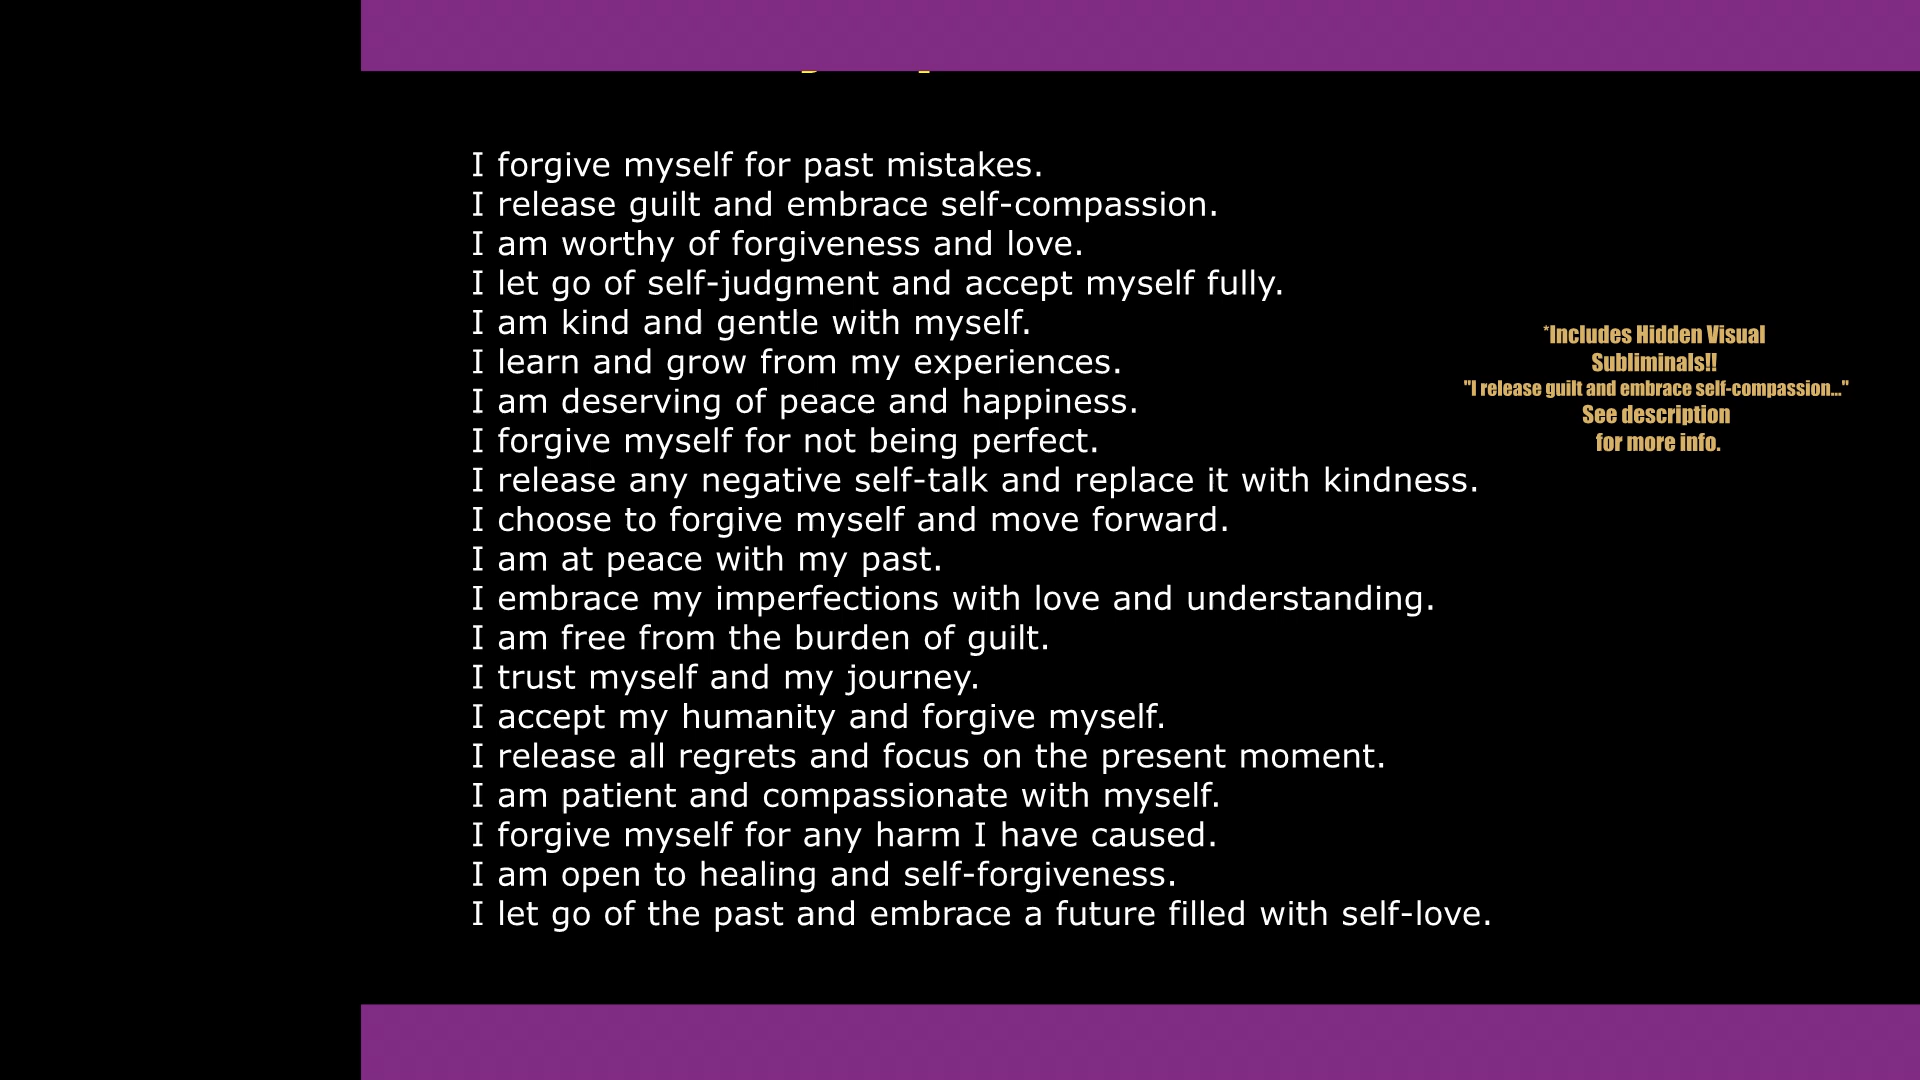 I forgive myself for past mistakes.
I release guilt and embrace self-compassion.
I am worthy of forgiveness and love.
I let go of self-judgment and accept myself fully.
I am kind and gentle with myself.
I learn and grow from my experiences.
I am deserving of peace and happiness.
I forgive myself for not being perfect.
I release any negative self-talk and replace it with kindness.
I choose to forgive myself and move forward.
I am at peace with my past.
I embrace my imperfections with love and understanding.
I am free from the burden of guilt.
I trust myself and my journey.
I accept my humanity and forgive myself.
I release all regrets and focus on the present moment.
I am patient and compassionate with myself.
I forgive myself for any harm I have caused.
I am open to healing and self-forgiveness.
I let go of the past and embrace a future filled with self-love.
*Includes Hidden Visual
Subliminals!!
"I release guilt and embrace self-compassion..."
See description
for more info.